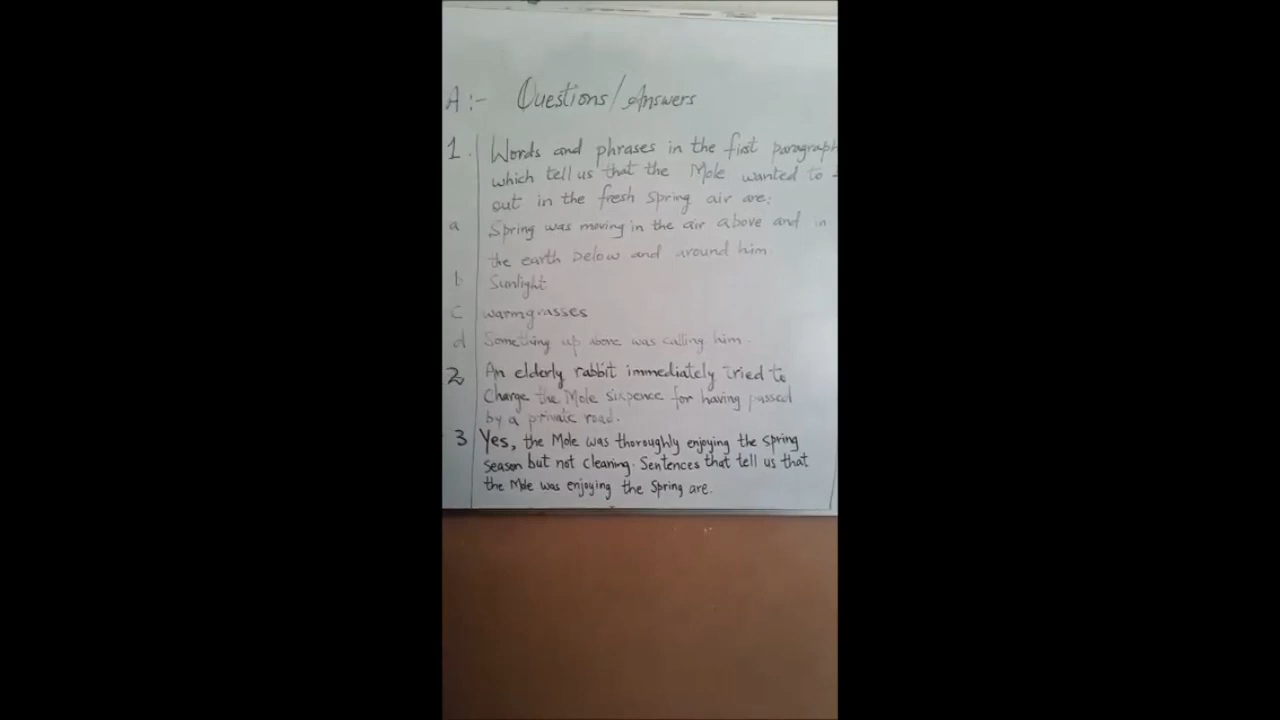 A:- Questions/Answers
1. Words and phrases in the first paragraph
which tell us that the Mole wanted to
out in the fresh spring air are:
a Spring was moving in the air above and in
the earth below and around him.
b Sunlight
c warmgrasses
d Something up above was calling him.
2 An elderly rabbit immediately tried to
Charge the Mole sixpence for having passed
by a private road.
3 Yes, the Mole was thoroughly enjoying the spring
season but not cleaning. Sentences that tell us that
the Mole was enjoying the Spring are.